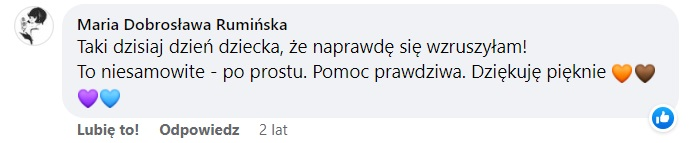 Maria Dobrosława Rumińska
Taki dzisiaj dzień dziecka, że naprawdę się wzruszyłam!
To niesamowite - po prostu. Pomoc prawdziwa. Dziękuję pięknie 🧡🤎
💜💙
Lubię to! Odpowiedz 2 lat